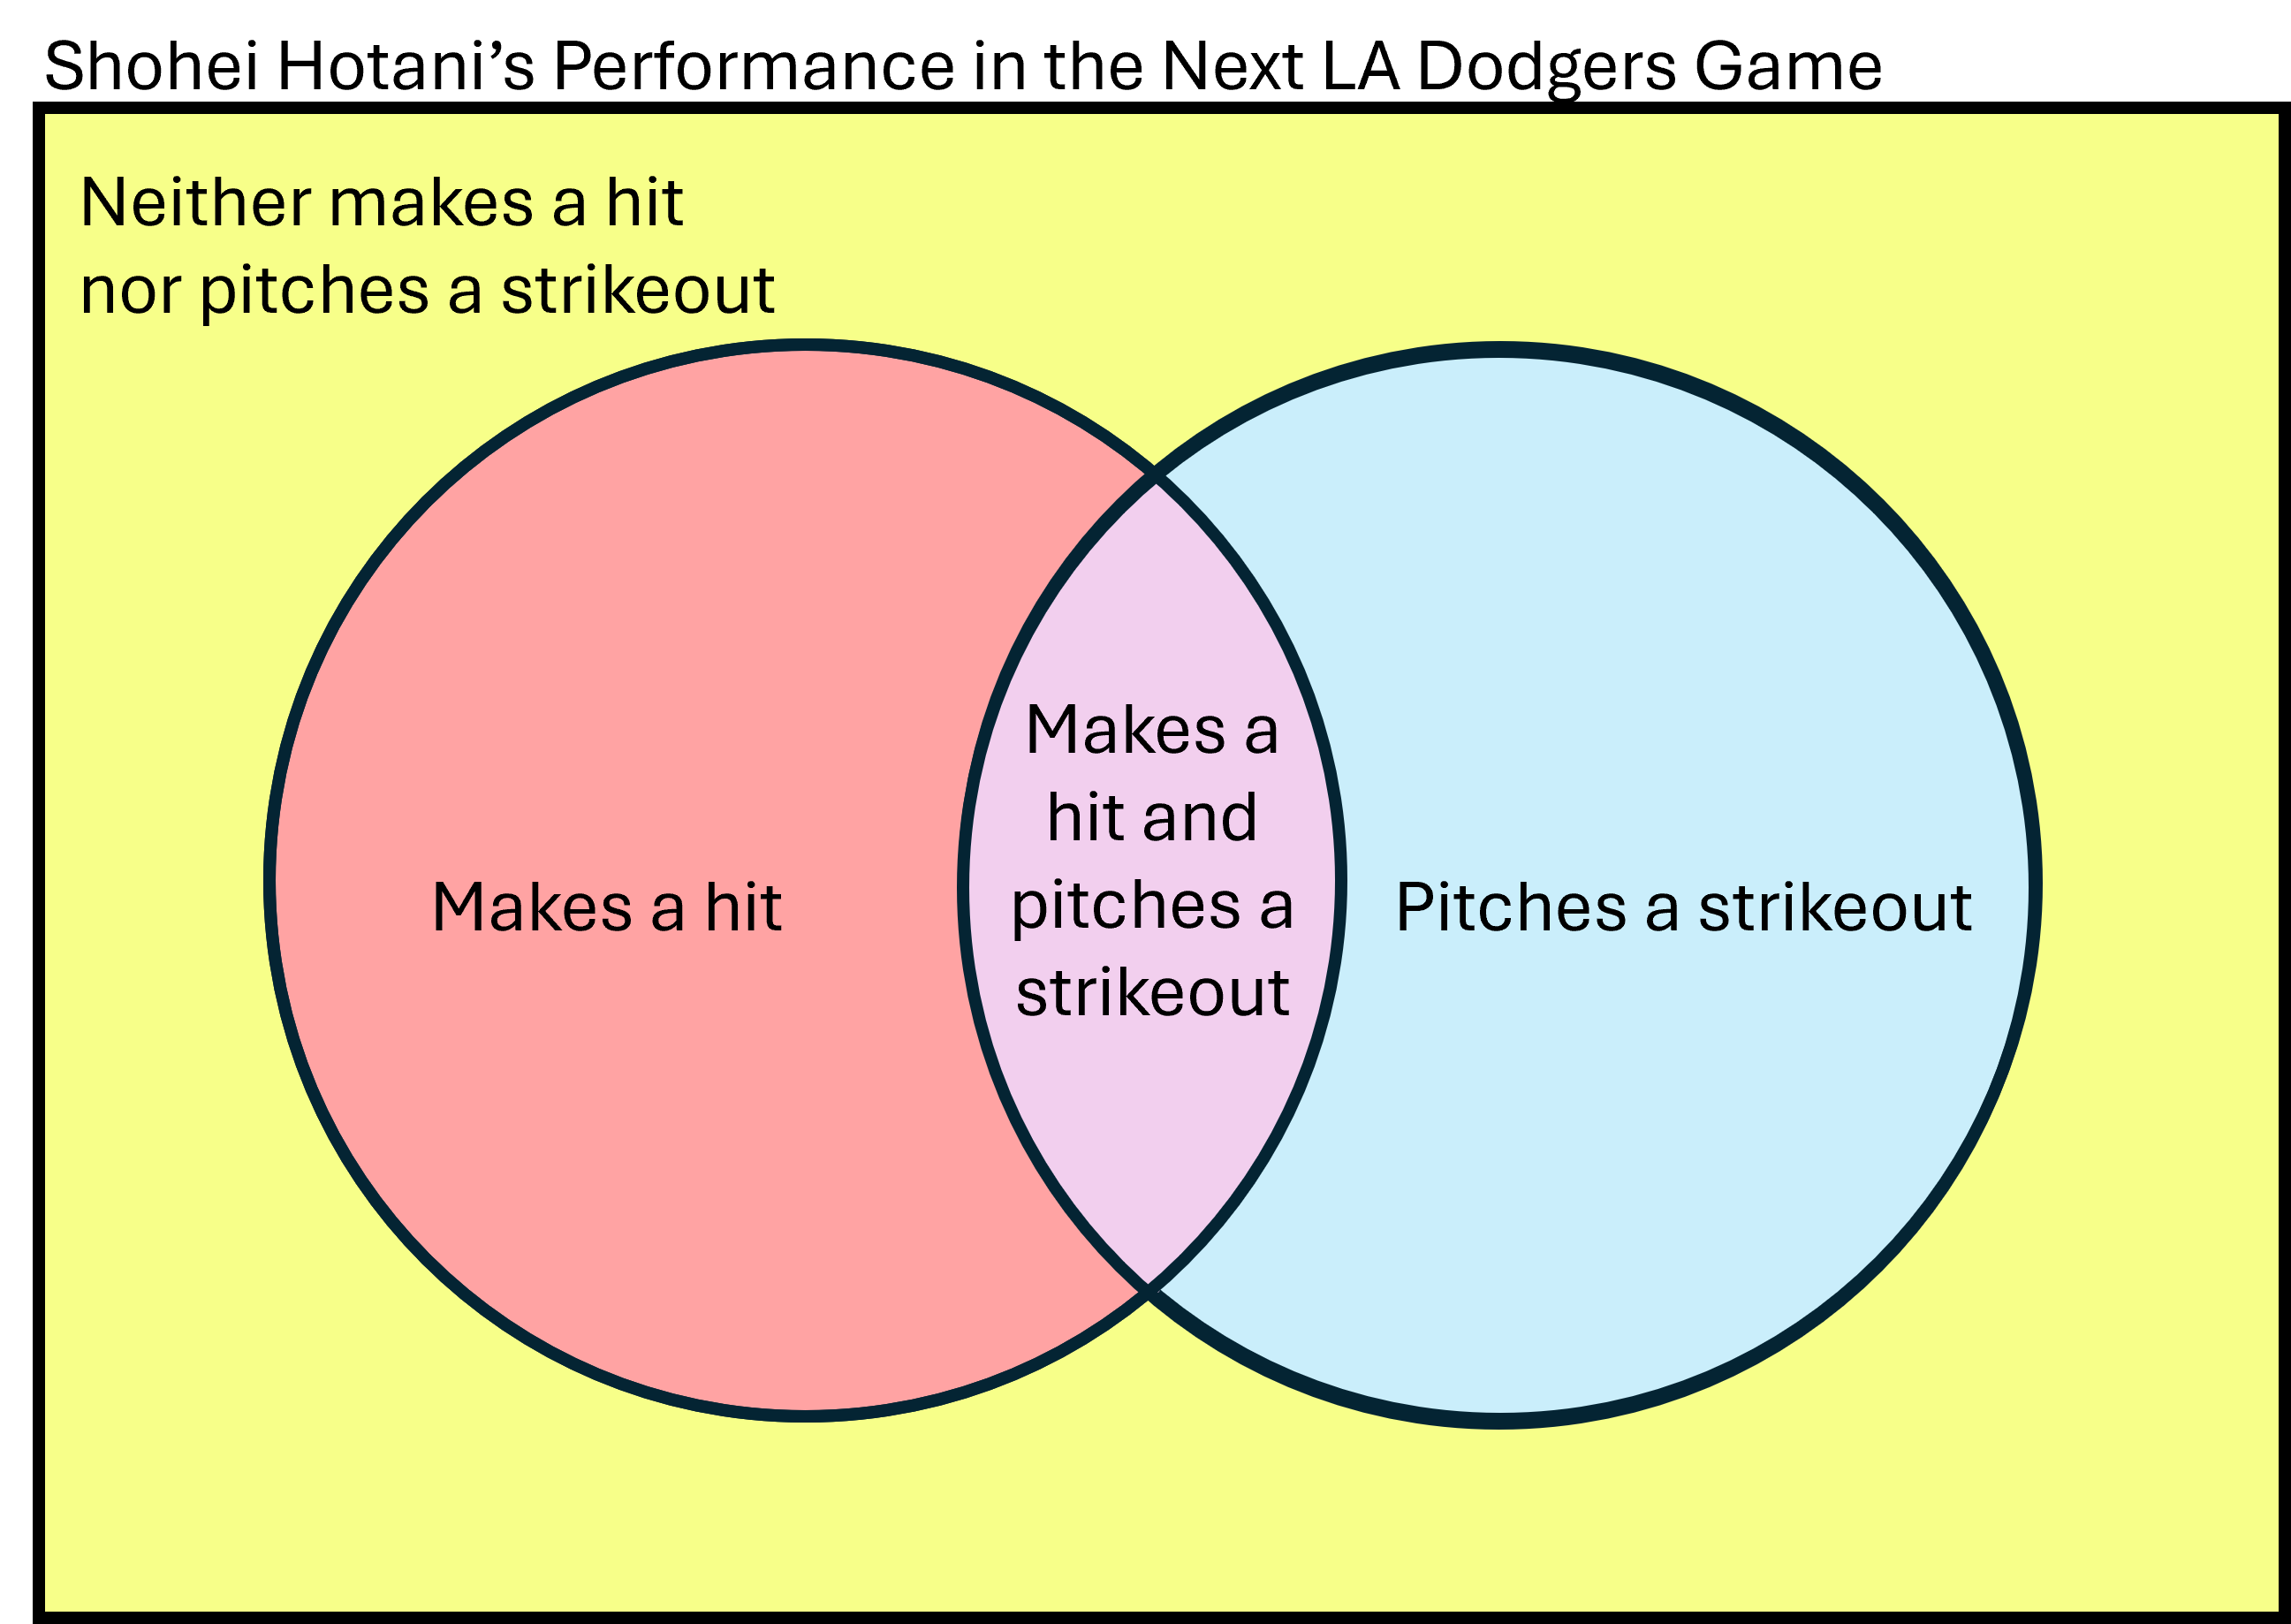 Shohei Hotani’s Performance in the Next LA Dodgers Game
Neither makes a hit
nor pitches a strikeout
Makes a hit
Makes a
hit and
pitches a
strikeout
Pitches a strikeout